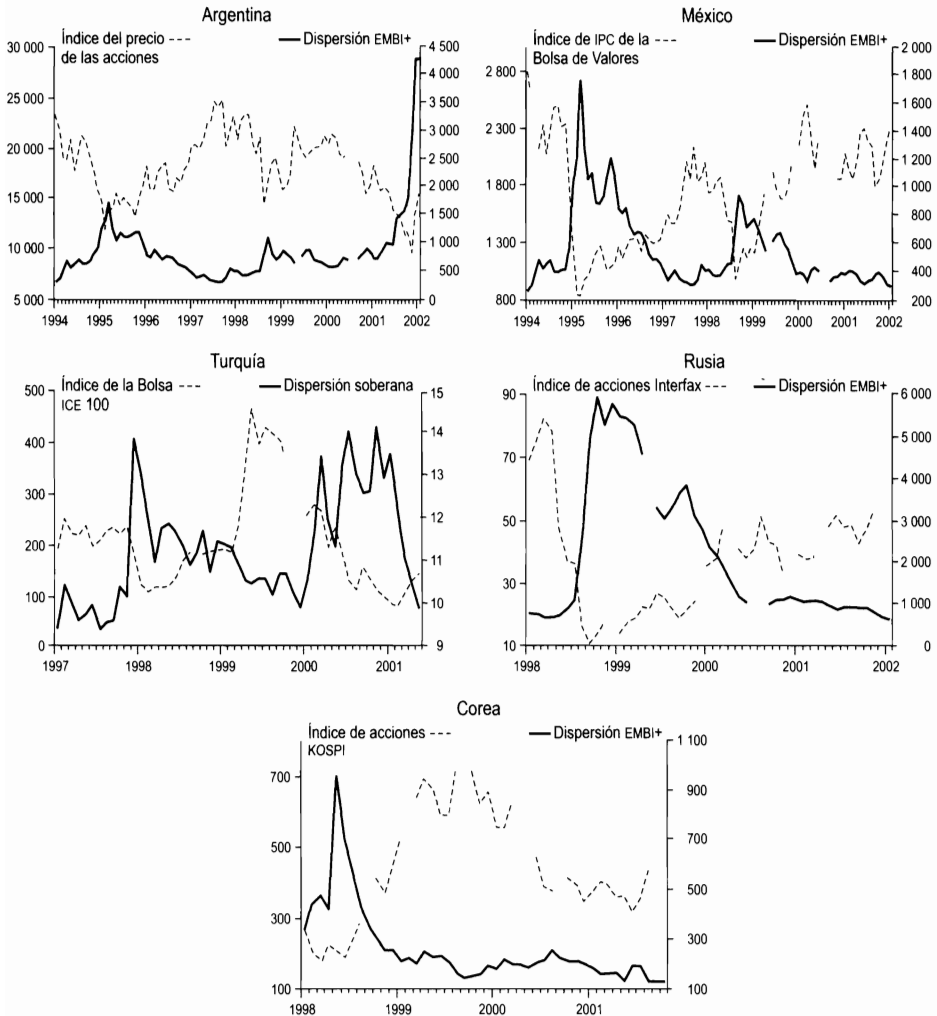 Argentina
Índice del precio
de las acciones
Dispersión EMBI+
30 000
25 000
20 000
15 000
10 000
5 000
4 500
4 000
3 500
3 000
2 500
2 000
1 500
1 000
500
0
1994 1995 1996 1997 1998 1999 2000 2001 2002
México
Índice de IPC de la
Bolsa de Valores
Dispersión EMBI+
2 800
2 300
1 800
1 300
800
2 000
1 800
1 600
1 400
1 200
1 000
800
600
400
200
1994 1995 1996 1997 1998 1999 2000 2001 2002
Turquía
Índice de la Bolsa
ICE 100
Dispersión soberana
500
400
300
200
100
0
15
14
13
12
11
10
9
1997 1998 1999 2000 2001
Rusia
Índice de acciones Interfax
Dispersión EMBI+
90
70
50
30
10
6 000
5 000
4 000
3 000
2 000
1 000
0
1998 1999 2000 2001 2002
Corea
Índice de acciones
KOSPI
Dispersión EMBI+
700
500
300
100
1 100
900
700
500
300
100
1998 1999 2000 2001